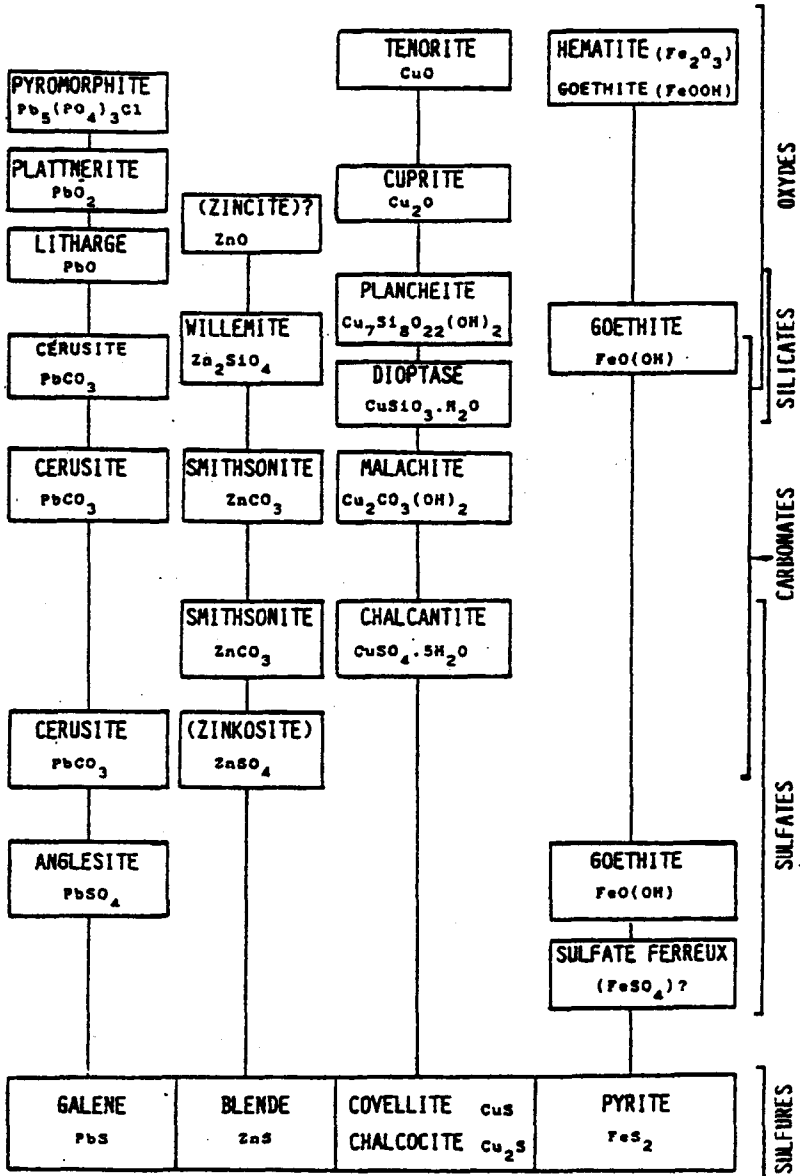 PYROMORPHITE
Pb5(PO4)3Cl
PLATTNERITE
PbO2
LITHARGE
PbO
CÉRUSITE
PbCO3
CERUSITE
PbCO3
CERUSITE
PbCO3
ANGLESITE
PbSO4
GALENE
PbS
(ZINCITE)?
ZnO
WILLEMITE
Zn2SiO4
SMITHSONITE
ZnCO3
SMITHSONITE
ZnCO3
(ZINKOSITE)
ZnSO4
BLENDE
ZnS
TENORITE
CuO
CUPRITE
Cu2O
PLANCHEITE
Cu7Si8O22(OH)2
DIOPTASE
CuSiO3.H2O
MALACHITE
Cu2CO3(OH)2
CHALCANTITE
CuSO4.5H2O
COVELLITE CuS
CHALCOCITE Cu2S
HEMATITE (Fe2O3)
GOETHITE (FeOOH)
GOETHITE
FeO(OH)
GOETHITE
FeO(OH)
SULFATE FERREUX
(FeSO4)?
PYRITE
FeS2
OXYDES
SILICATES
CARBONATES
SULFATES
SULFURES